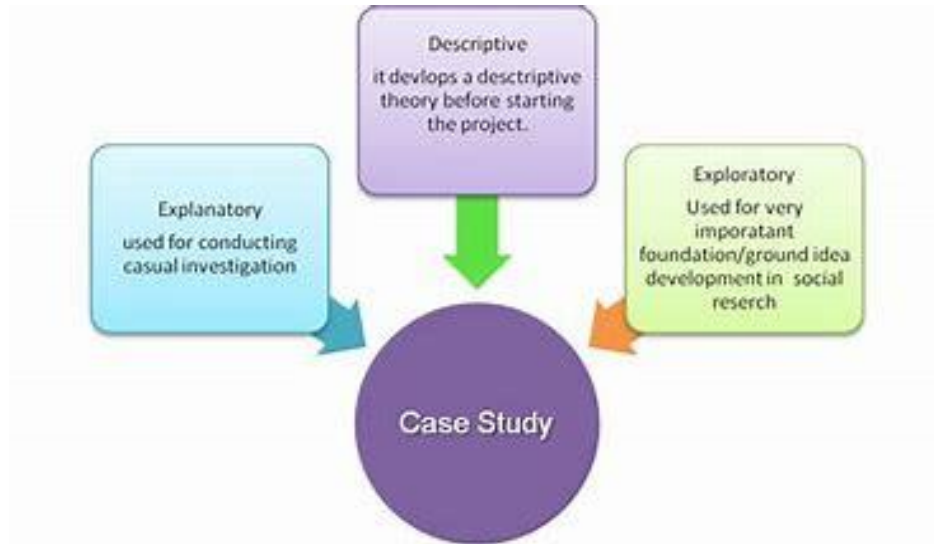 Descriptive
it devlops a desctriptive
theory before starting
the project.
Explanatory
used for conducting
casual investigation
Exploratory
Used for very
imporatant
foundation/ground idea
development in social
reserch
Case Study